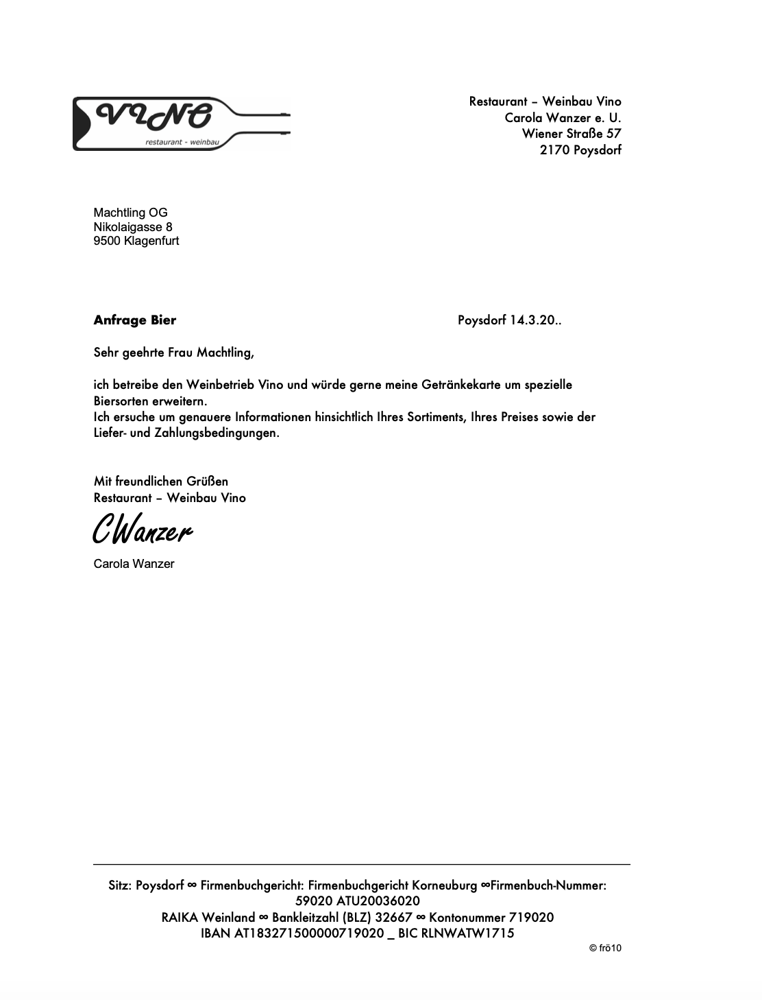 VINO
restaurant - weinbau
Restaurant – Weinbau Vino
Carola Wanzer e. U.
Wiener Straße 57
2170 Poysdorf
Machtling OG
Nikolaigasse 8
9500 Klagenfurt
Anfrage Bier Poysdorf 14.3.20..
Sehr geehrte Frau Machtling,
ich betreibe den Weinbetrieb Vino und würde gerne meine Getränkekarte um spezielle
Biersorten erweitern.
Ich ersuche um genauere Informationen hinsichtlich Ihres Sortiments, Ihres Preises sowie der
Liefer- und Zahlungsbedingungen.
Mit freundlichen Grüßen
Restaurant – Weinbau Vino
CWanzer
Carola Wanzer
Sitz: Poysdorf ∞ Firmenbuchgericht: Firmenbuchgericht Korneuburg ∞Firmenbuch-Nummer:
59020 ATU20036020
RAIKA Weinland ∞ Bankleitzahl (BLZ) 32667 ∞ Kontonummer 719020
IBAN AT183271500000719020 _ BIC RLNWATW1715
© frö10